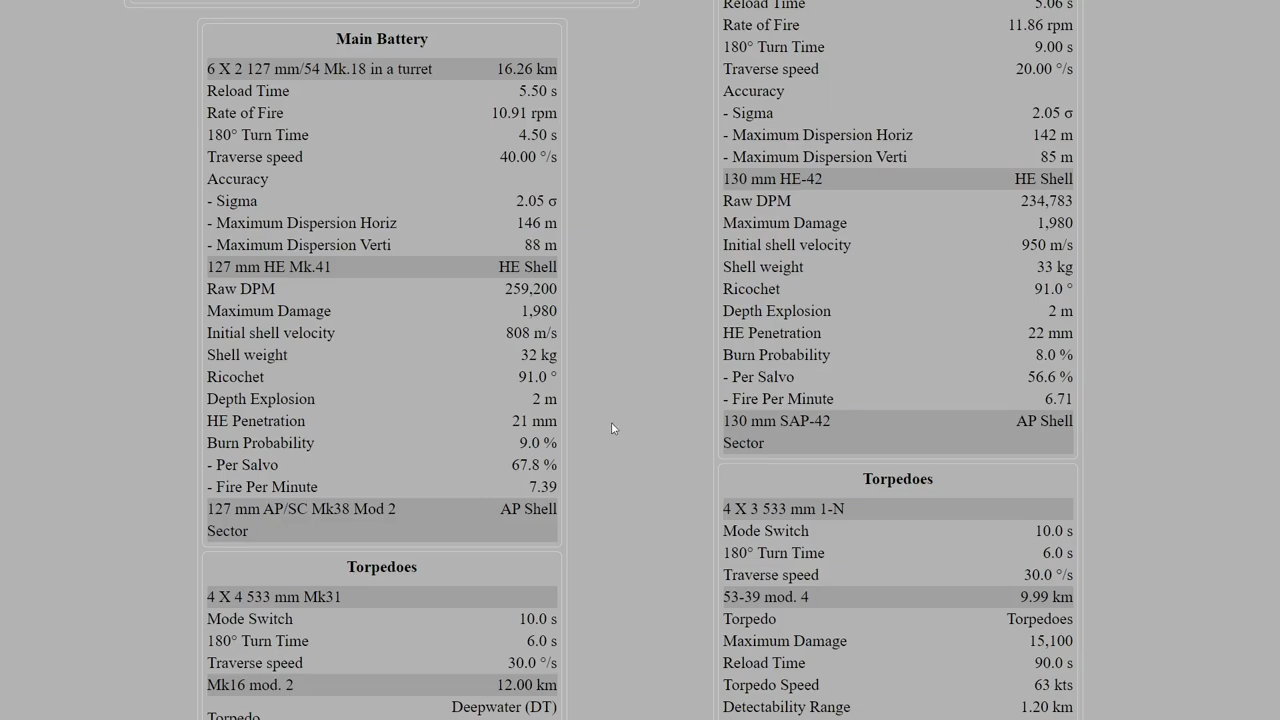 Main Battery
6 X 2 127 mm/54 Mk.18 in a turret 16.26 km
Reload Time 5.50 s
Rate of Fire 10.91 rpm
180° Turn Time 4.50 s
Traverse speed 40.00 °/s
Accuracy
- Sigma 2.05 σ
- Maximum Dispersion Horiz 146 m
- Maximum Dispersion Verti 88 m
127 mm HE Mk.41 HE Shell
Raw DPM 259,200
Maximum Damage 1,980
Initial shell velocity 808 m/s
Shell weight 32 kg
Ricochet 91.0 °
Depth Explosion 2 m
HE Penetration 21 mm
Burn Probability 9.0 %
- Per Salvo 67.8 %
- Fire Per Minute 7.39
127 mm AP/SC Mk38 Mod 2 AP Shell
Sector
Torpedoes
4 X 4 533 mm Mk31
Mode Switch 10.0 s
180° Turn Time 6.0 s
Traverse speed 30.0 °/s
Mk16 mod. 2 12.00 km
Torpedo Deepwater (DT)
Reload Time 5.06 s
Rate of Fire 11.86 rpm
180° Turn Time 9.00 s
Traverse speed 20.00 °/s
Accuracy
- Sigma 2.05 σ
- Maximum Dispersion Horiz 142 m
- Maximum Dispersion Verti 85 m
130 mm HE-42 HE Shell
Raw DPM 234,783
Maximum Damage 1,980
Initial shell velocity 950 m/s
Shell weight 33 kg
Ricochet 91.0 °
Depth Explosion 2 m
HE Penetration 22 mm
Burn Probability 8.0 %
- Per Salvo 56.6 %
- Fire Per Minute 6.71
130 mm SAP-42 AP Shell
Sector
Torpedoes
4 X 3 533 mm 1-N
Mode Switch 10.0 s
180° Turn Time 6.0 s
Traverse speed 30.0 °/s
53-39 mod. 4 9.99 km
Torpedo Torpedoes
Maximum Damage 15,100
Reload Time 90.0 s
Torpedo Speed 63 kts
Detectability Range 1.20 km